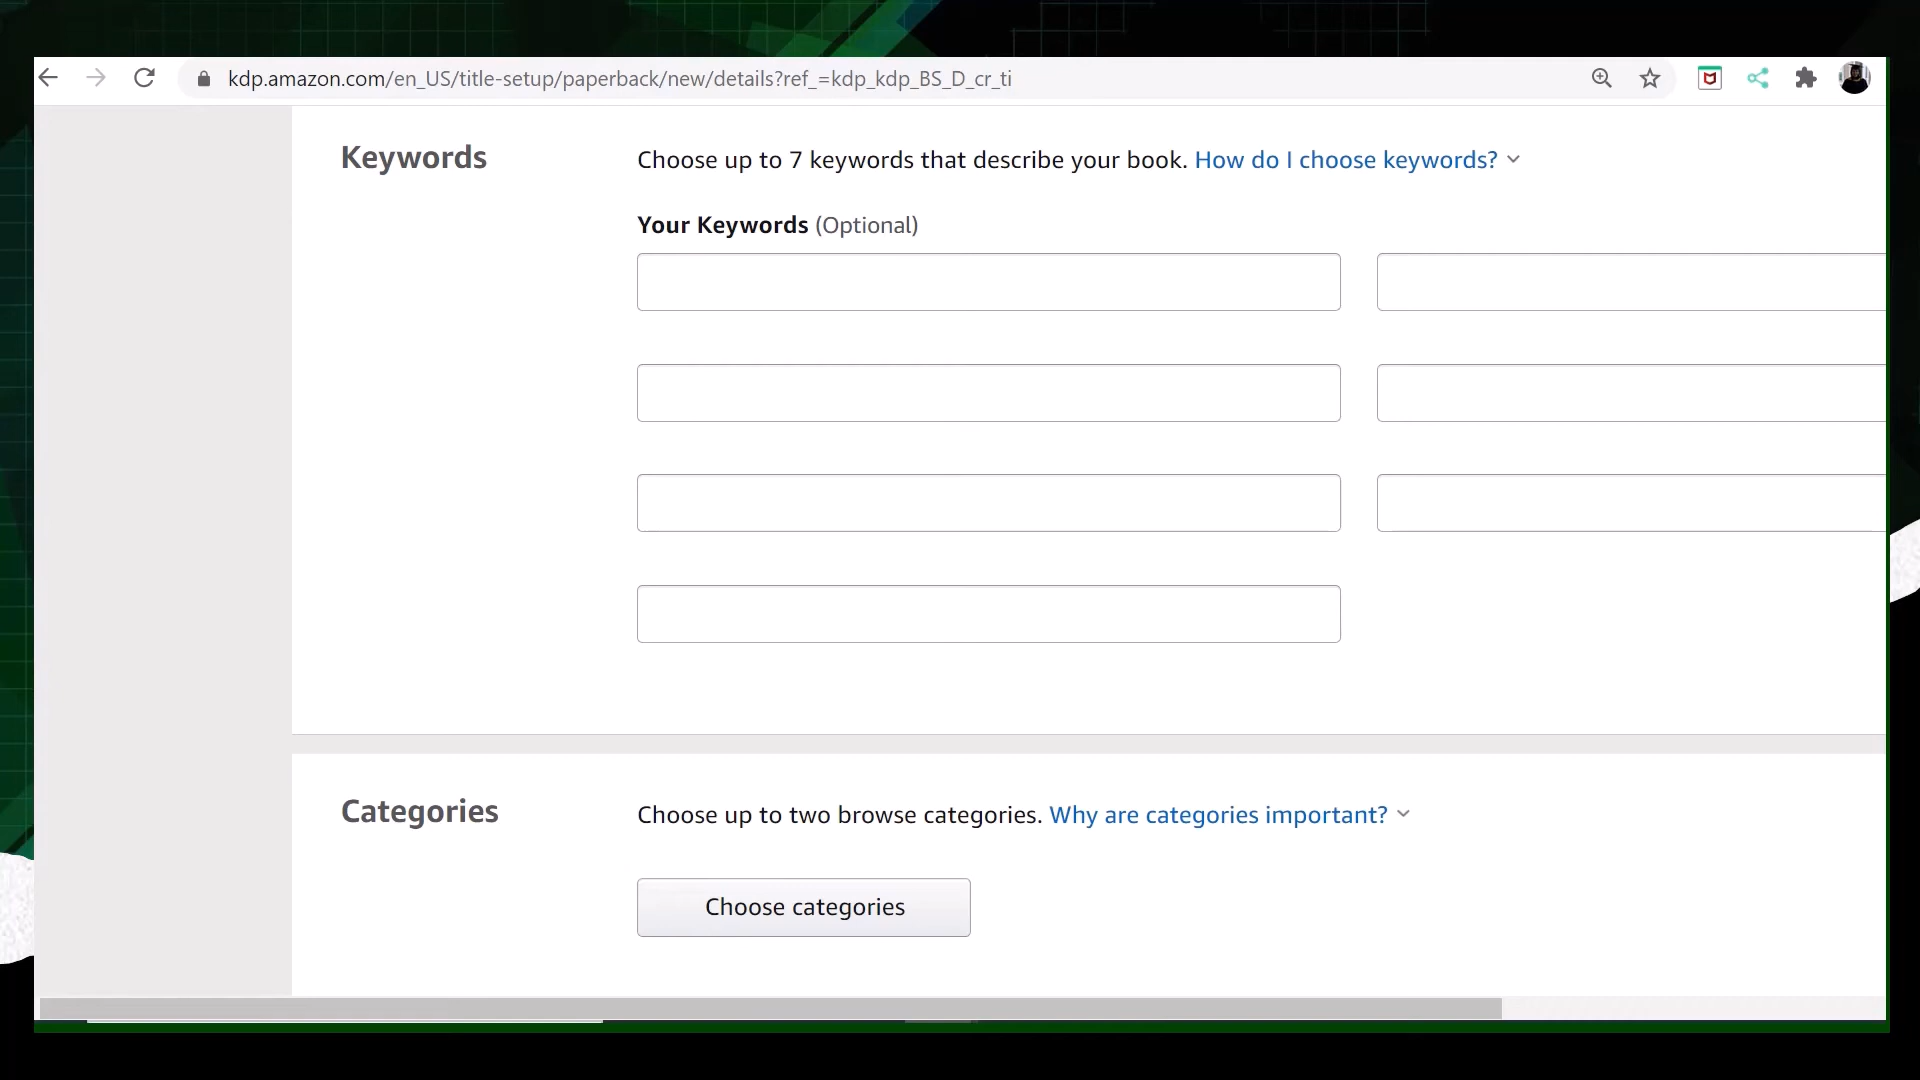 kdp.amazon.com/en_US/title-setup/paperback/new/details?ref_=kdp_kdp_BS_D_cr_ti
Keywords
Choose up to 7 keywords that describe your book. How do I choose keywords?
Your Keywords (Optional)
Categories
Choose up to two browse categories. Why are categories important?
Choose categories